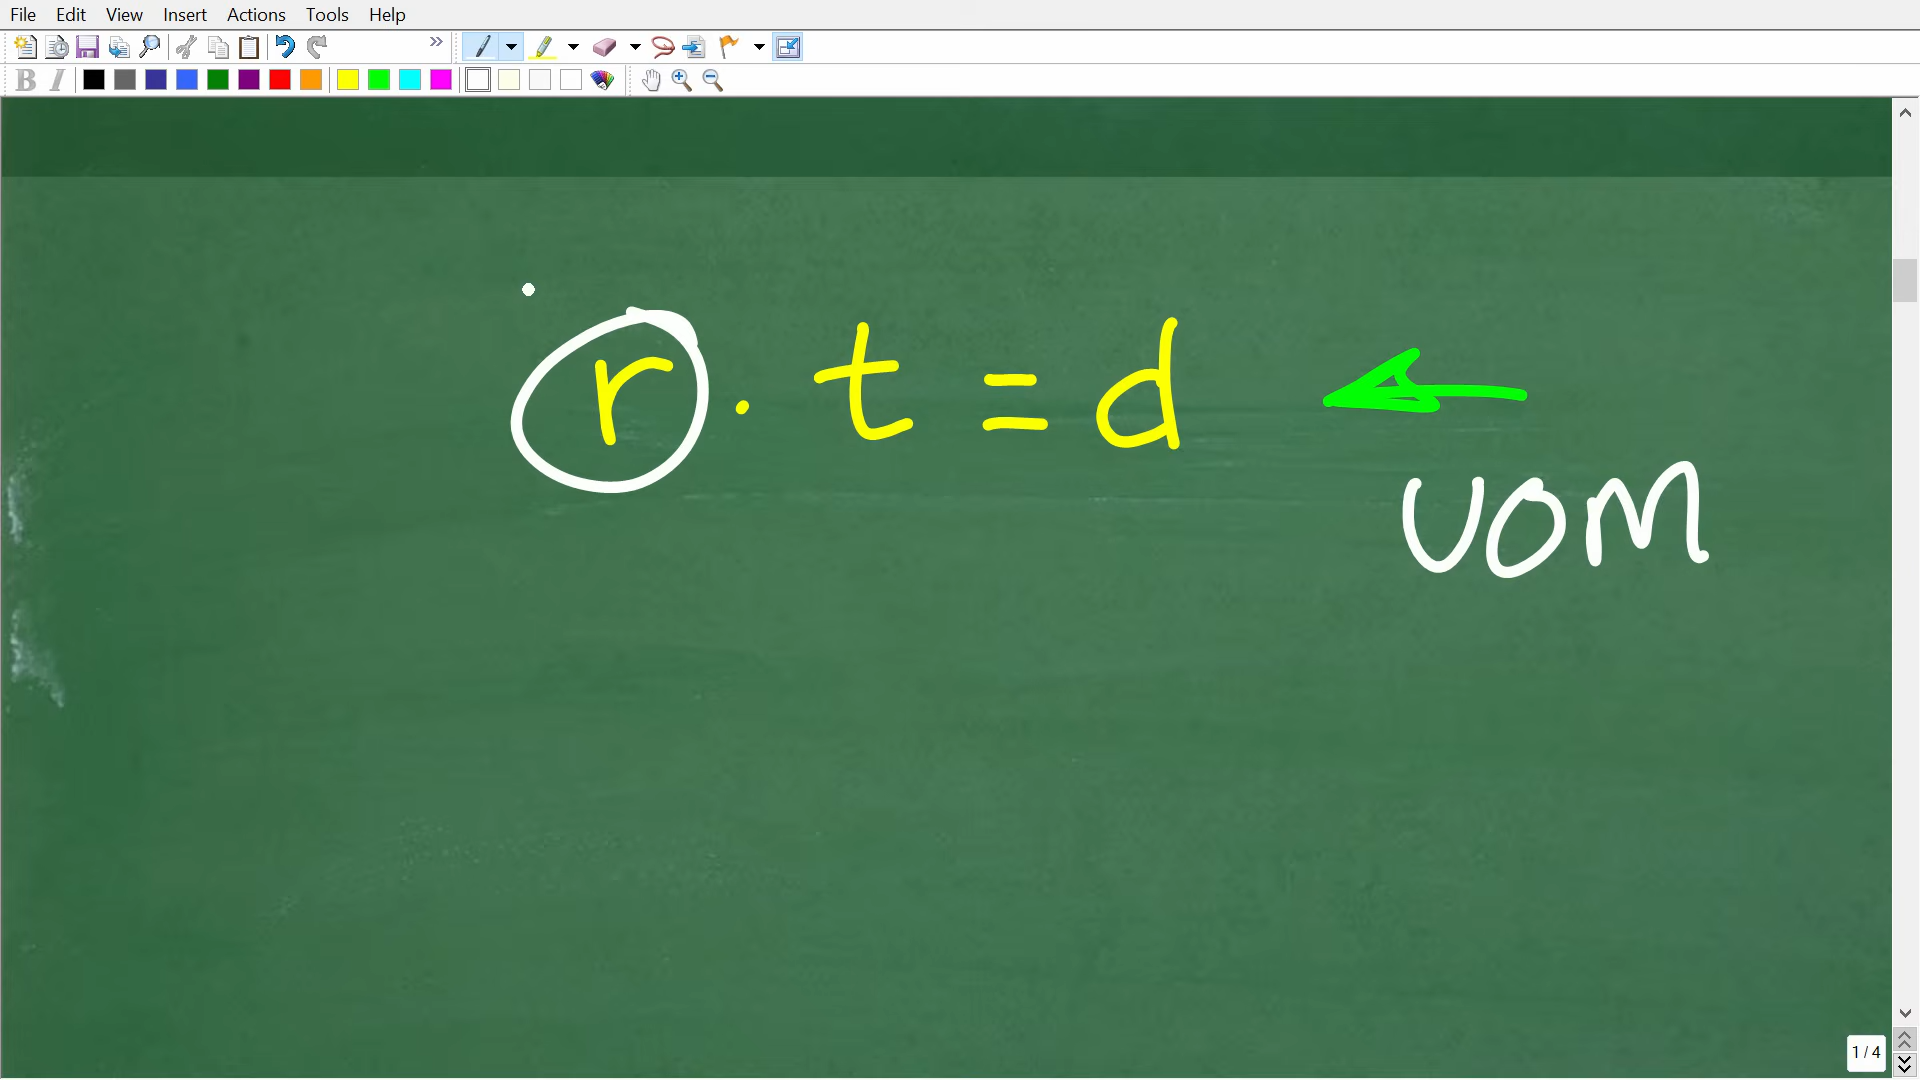 File Edit View Insert Actions Tools Help
B I
r · t = d
UOM
1 / 4